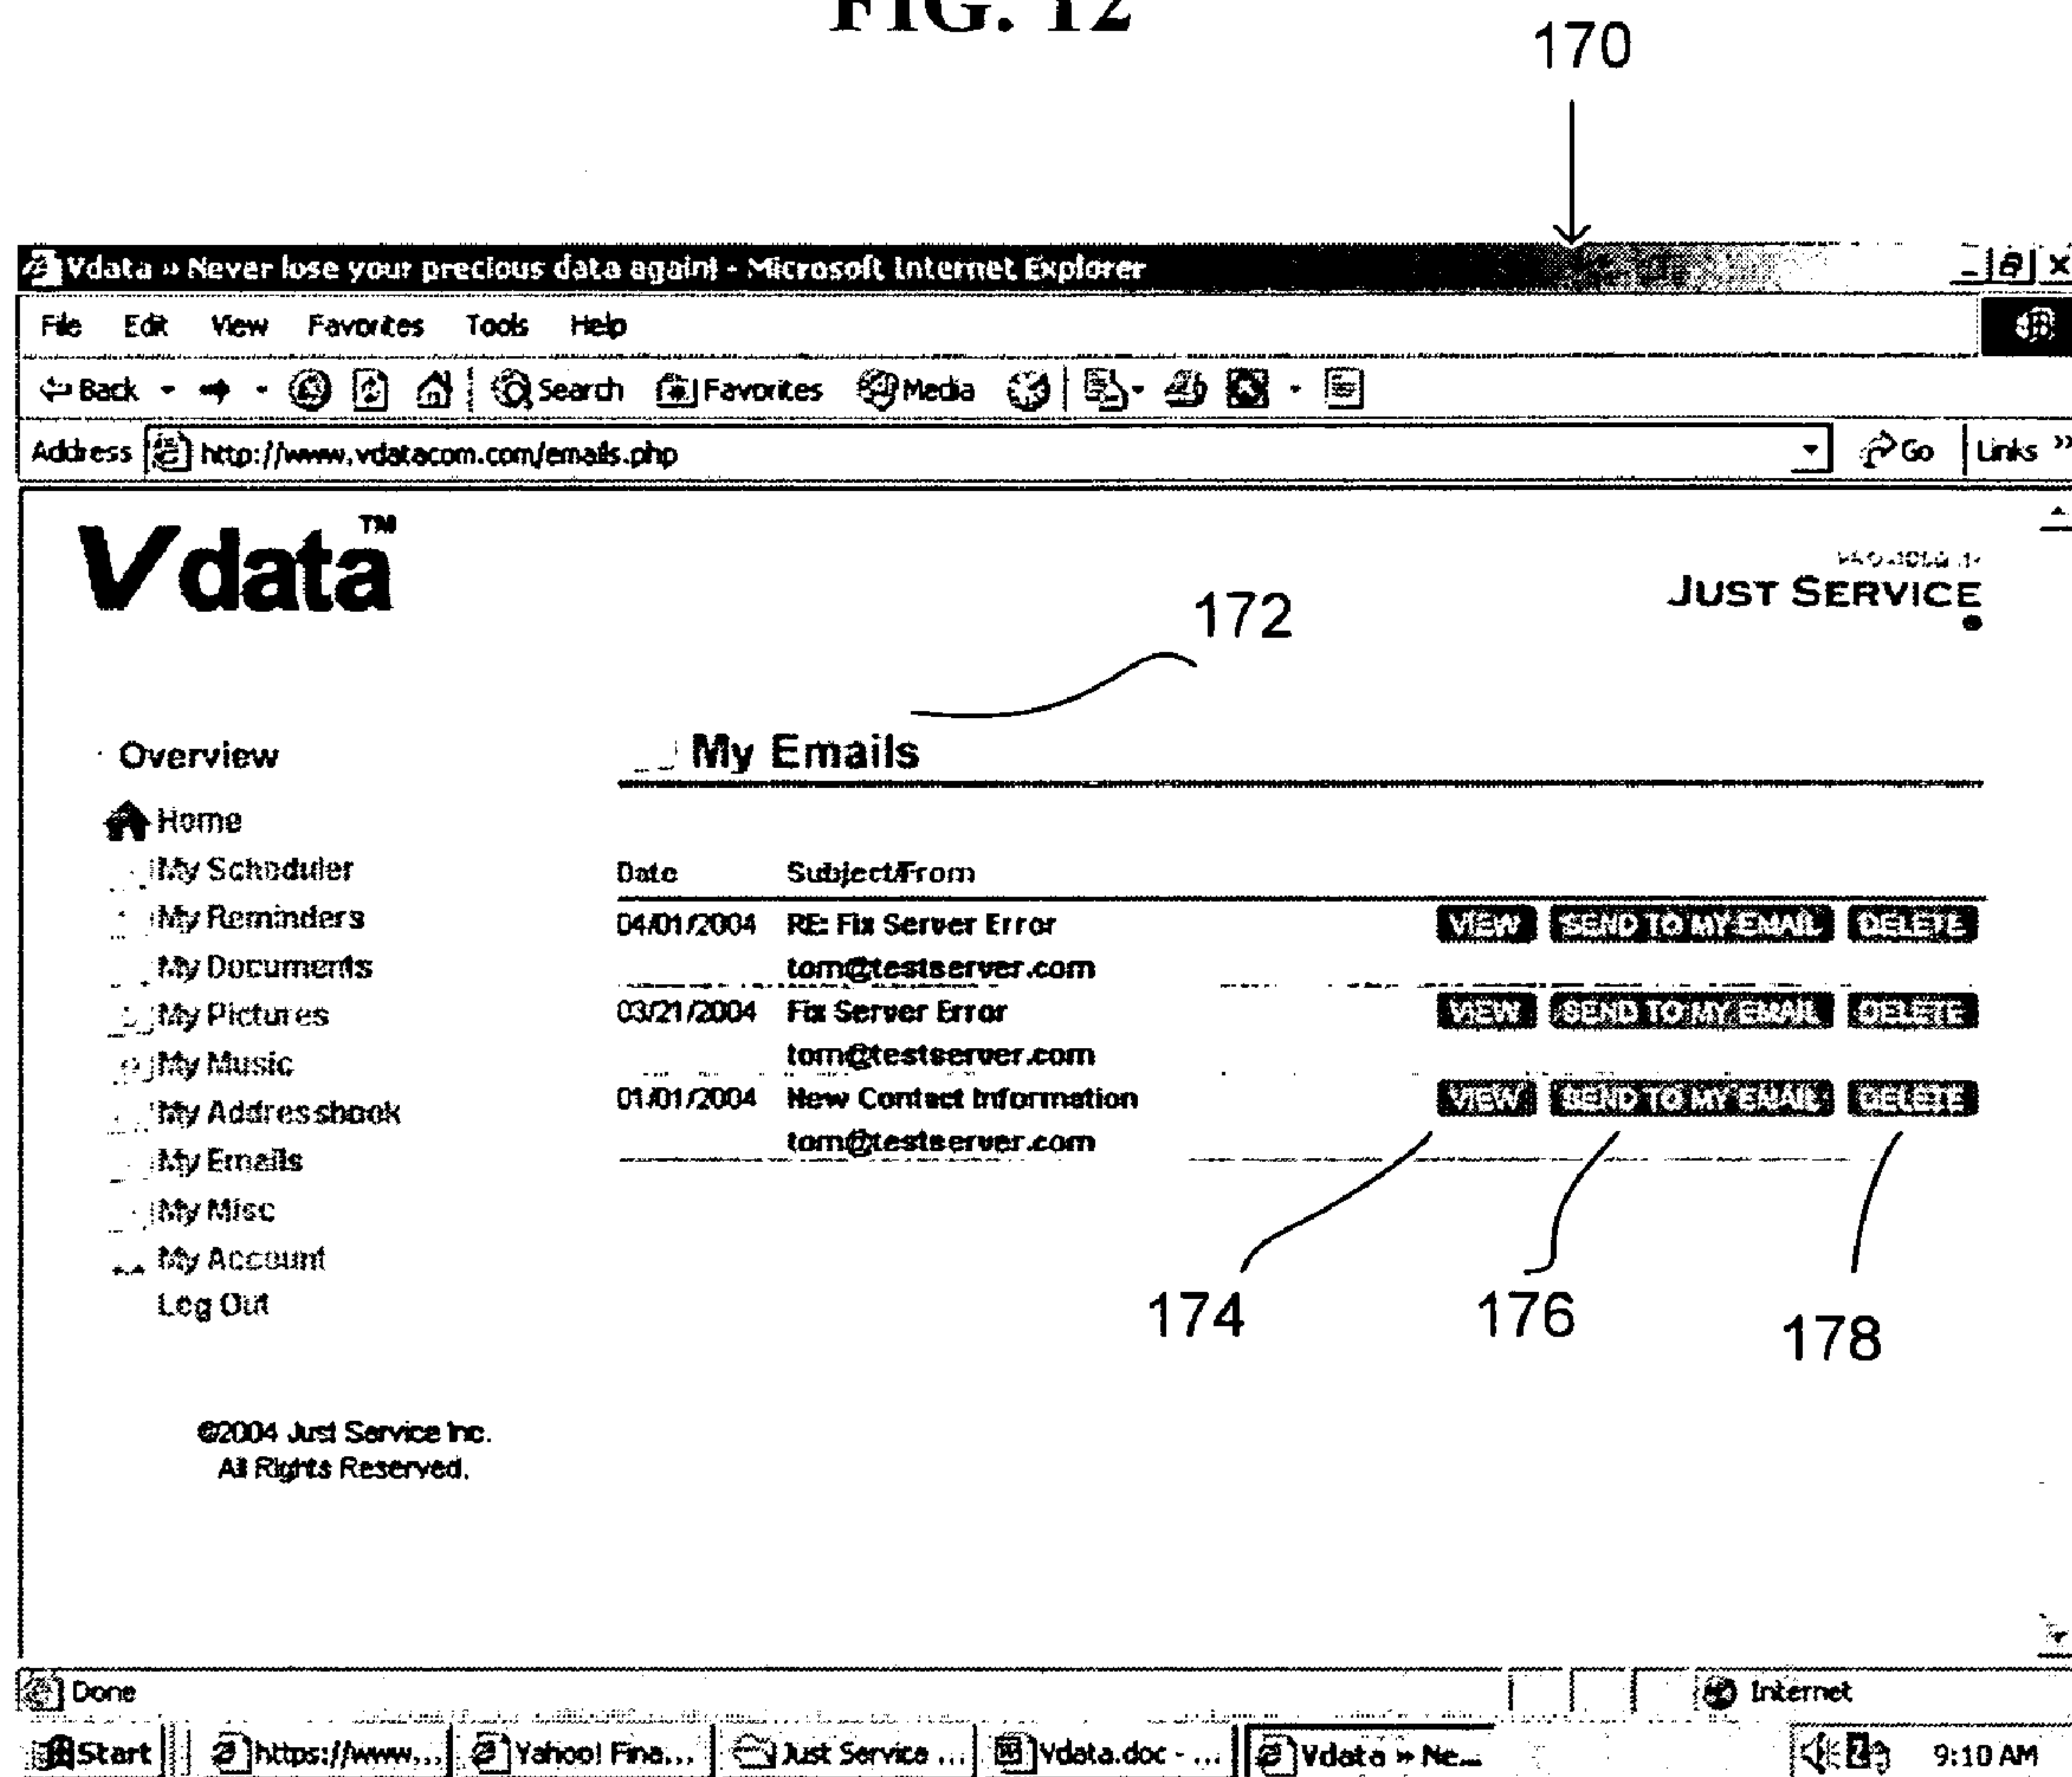 FIG. 12
170
Vdata » Never lose your precious data again! - Microsoft Internet Explorer
File Edit View Favorites Tools Help
Back Search Favorites Media
Address http://www.vdatacom.com/emails.php Go Links »
Vdata™
JUST SERVICE
172
Overview
My Emails
Home
My Scheduler
My Reminders
My Documents
My Pictures
My Music
My Addressbook
My Emails
My Misc
My Account
Log Out
Date Subject/From
04/01/2004 RE: Fix Server Error VIEW SEND TO MY EMAIL DELETE
tom@testserver.com
03/21/2004 Fix Server Error VIEW SEND TO MY EMAIL DELETE
tom@testserver.com
01/01/2004 New Contact Information VIEW SEND TO MY EMAIL DELETE
tom@testserver.com
174 176 178
©2004 Just Service Inc.
All Rights Reserved.
Done Internet
Start https://www... Yahoo! Fina... Just Service ... Vdata.doc - ... Vdata » Ne... 9:10 AM